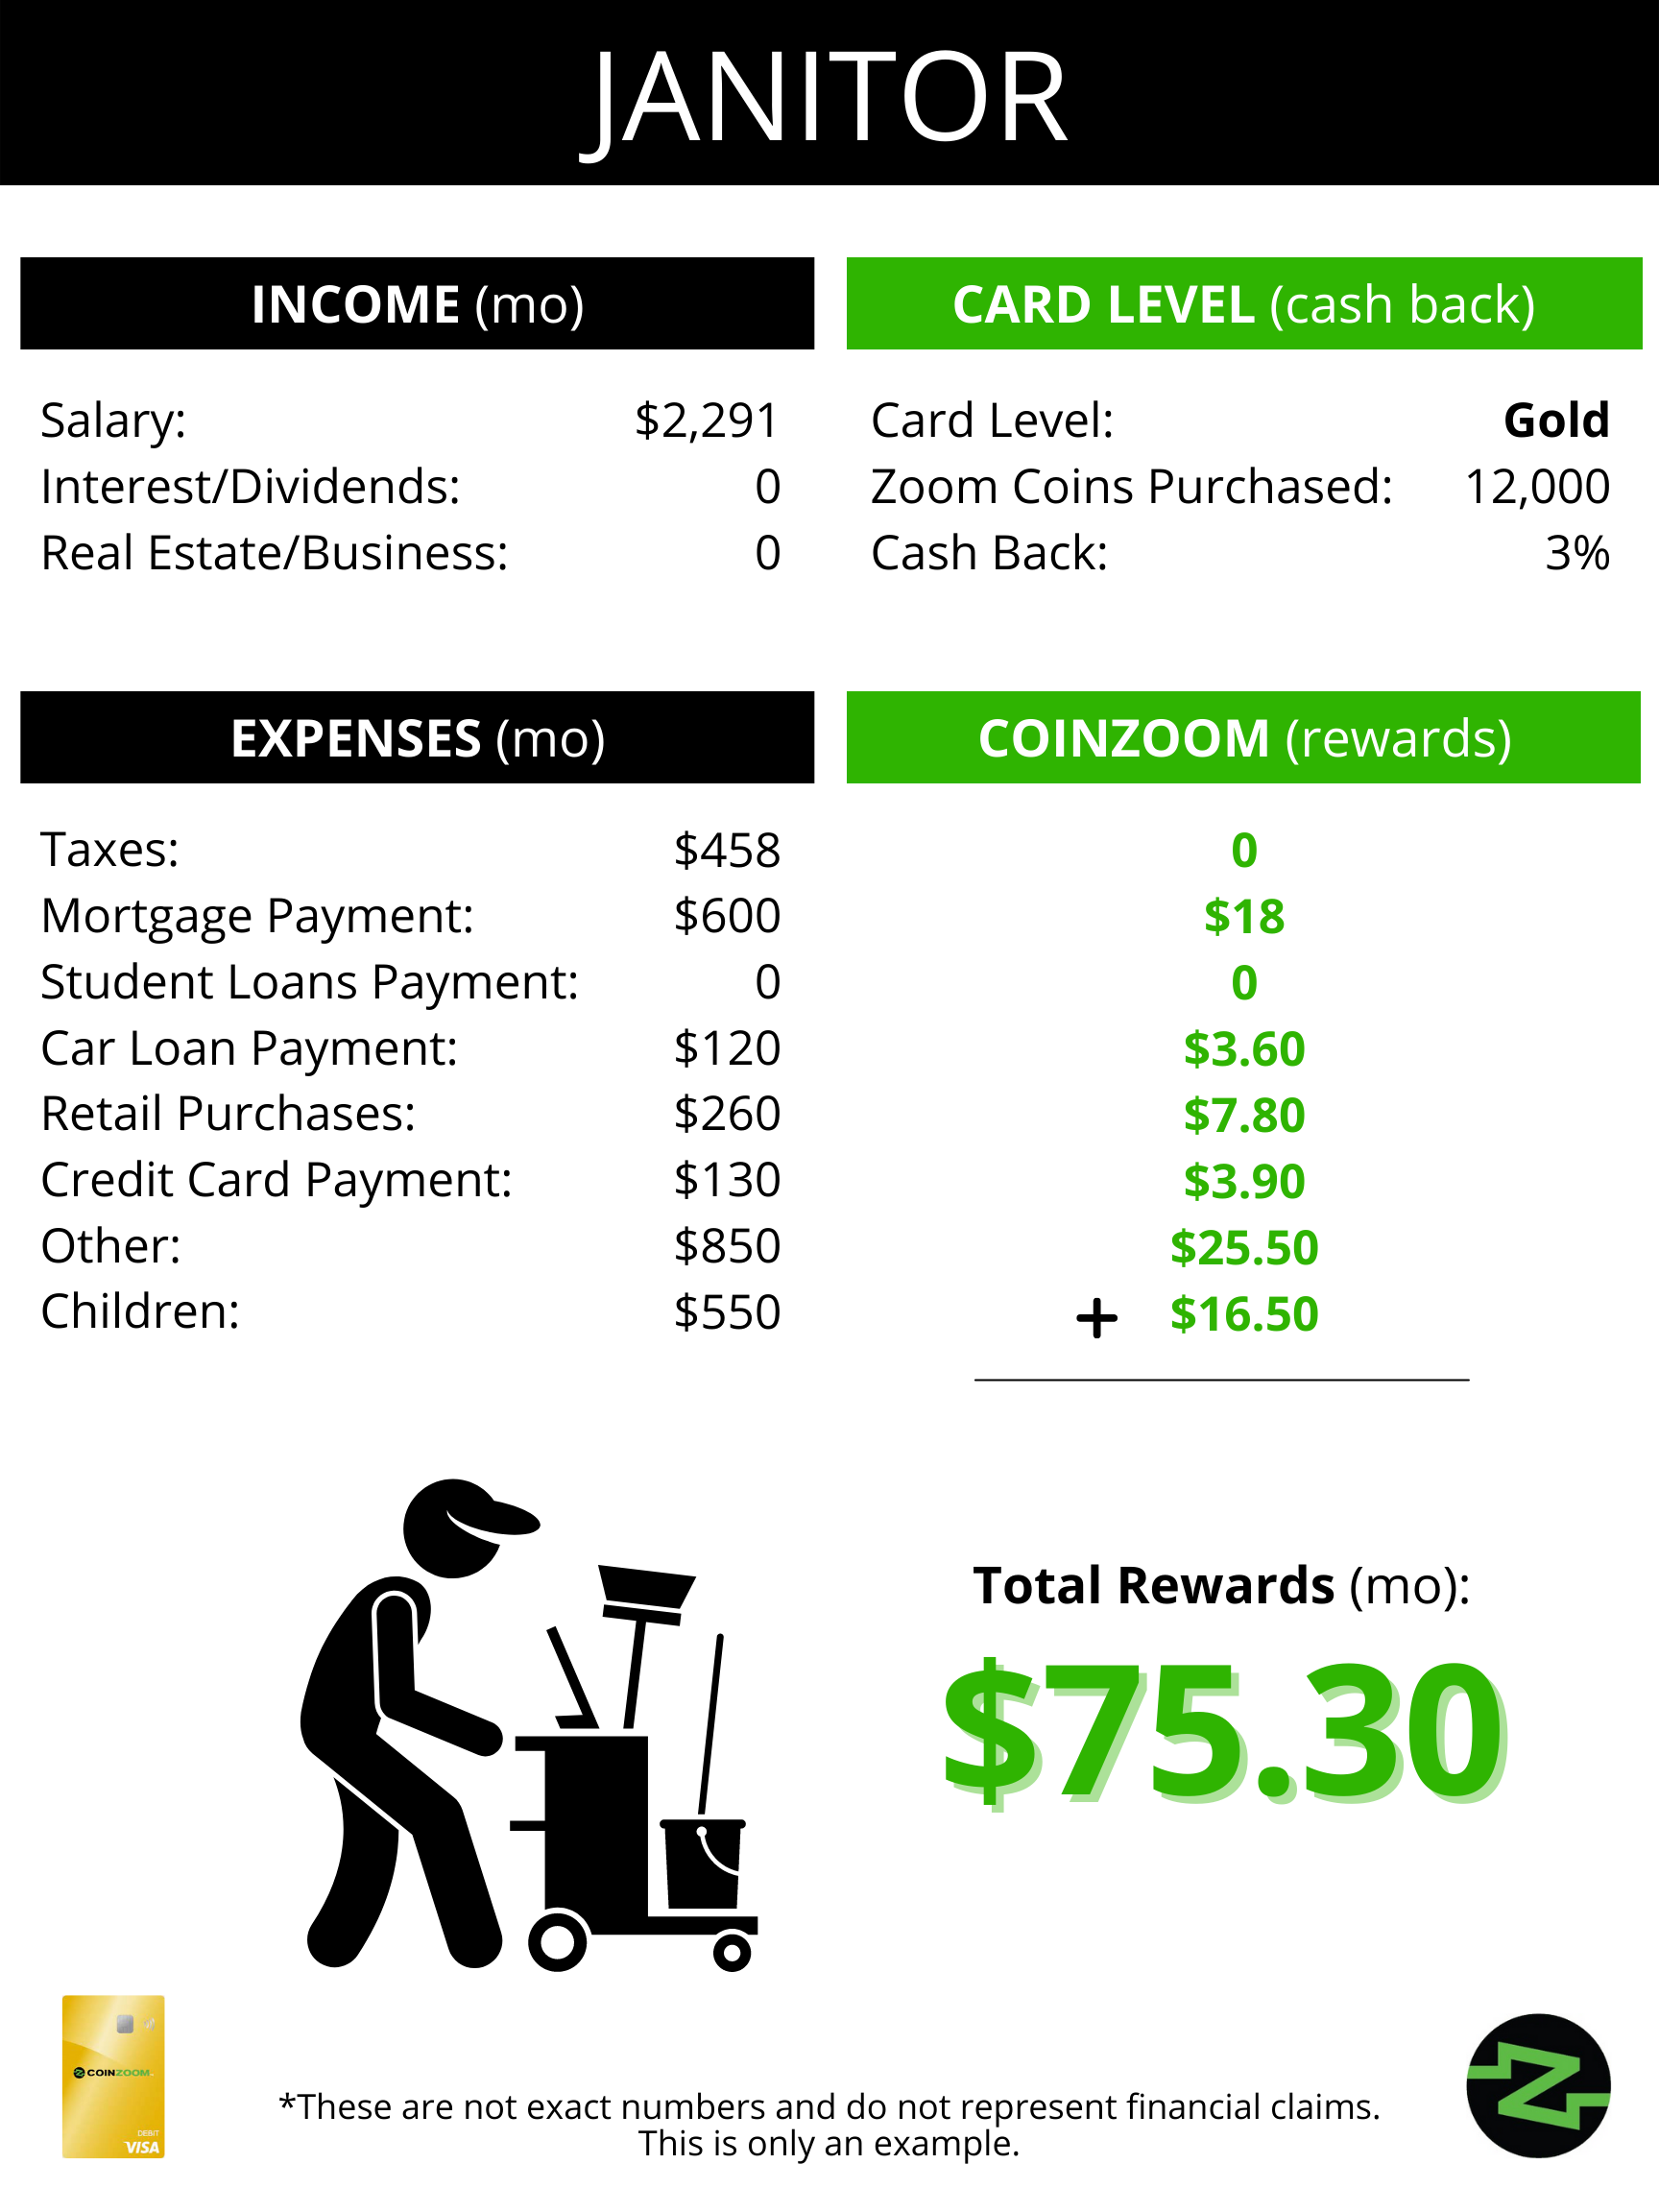 JANITOR
INCOME (mo)
Salary: $2,291
Interest/Dividends: 0
Real Estate/Business: 0
CARD LEVEL (cash back)
Card Level: Gold
Zoom Coins Purchased: 12,000
Cash Back: 3%
EXPENSES (mo)
Taxes: $458
Mortgage Payment: $600
Student Loans Payment: 0
Car Loan Payment: $120
Retail Purchases: $260
Credit Card Payment: $130
Other: $850
Children: $550
COINZOOM (rewards)
0
$18
0
$3.60
$7.80
$3.90
$25.50
+ $16.50
Total Rewards (mo):
$75.30
COINZOOM
DEBIT
VISA
*These are not exact numbers and do not represent financial claims.
This is only an example.